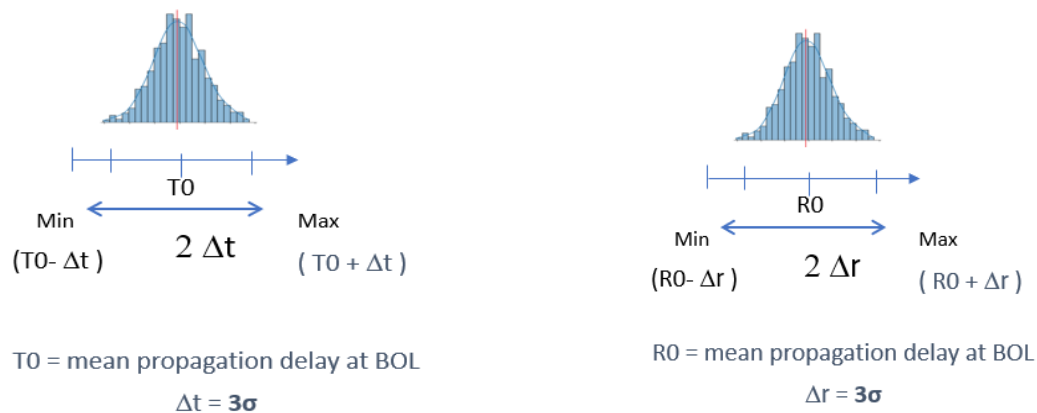 T0
Min
Max
(T0- Δt )
2 Δt
( T0 + Δt )
T0 = mean propagation delay at BOL
Δt = 3σ
R0
Min
Max
(R0- Δr )
2 Δr
( R0 + Δr )
R0 = mean propagation delay at BOL
Δr = 3σ